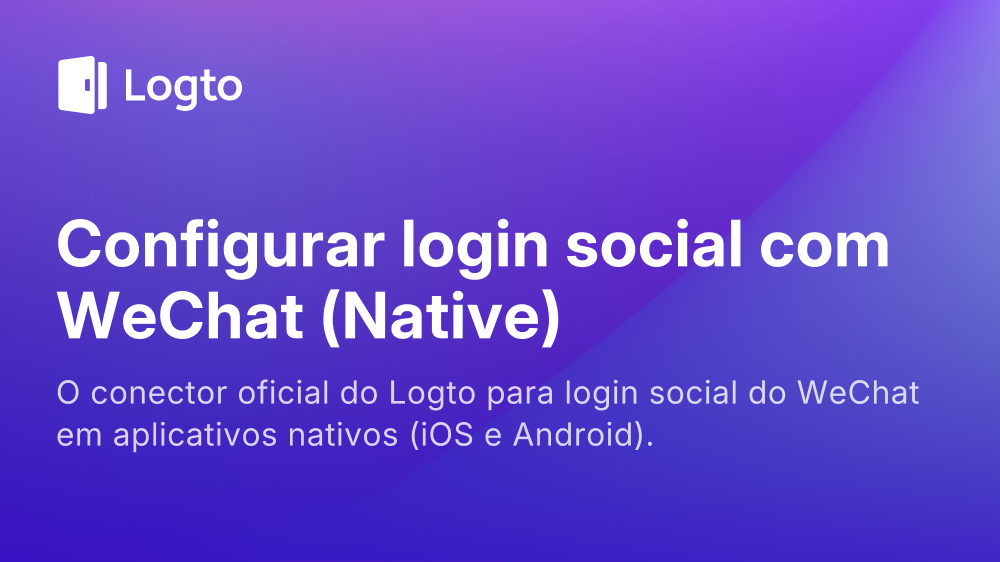 Logto
Configurar login social com
WeChat (Native)
O conector oficial do Logto para login social do WeChat
em aplicativos nativos (iOS e Android).